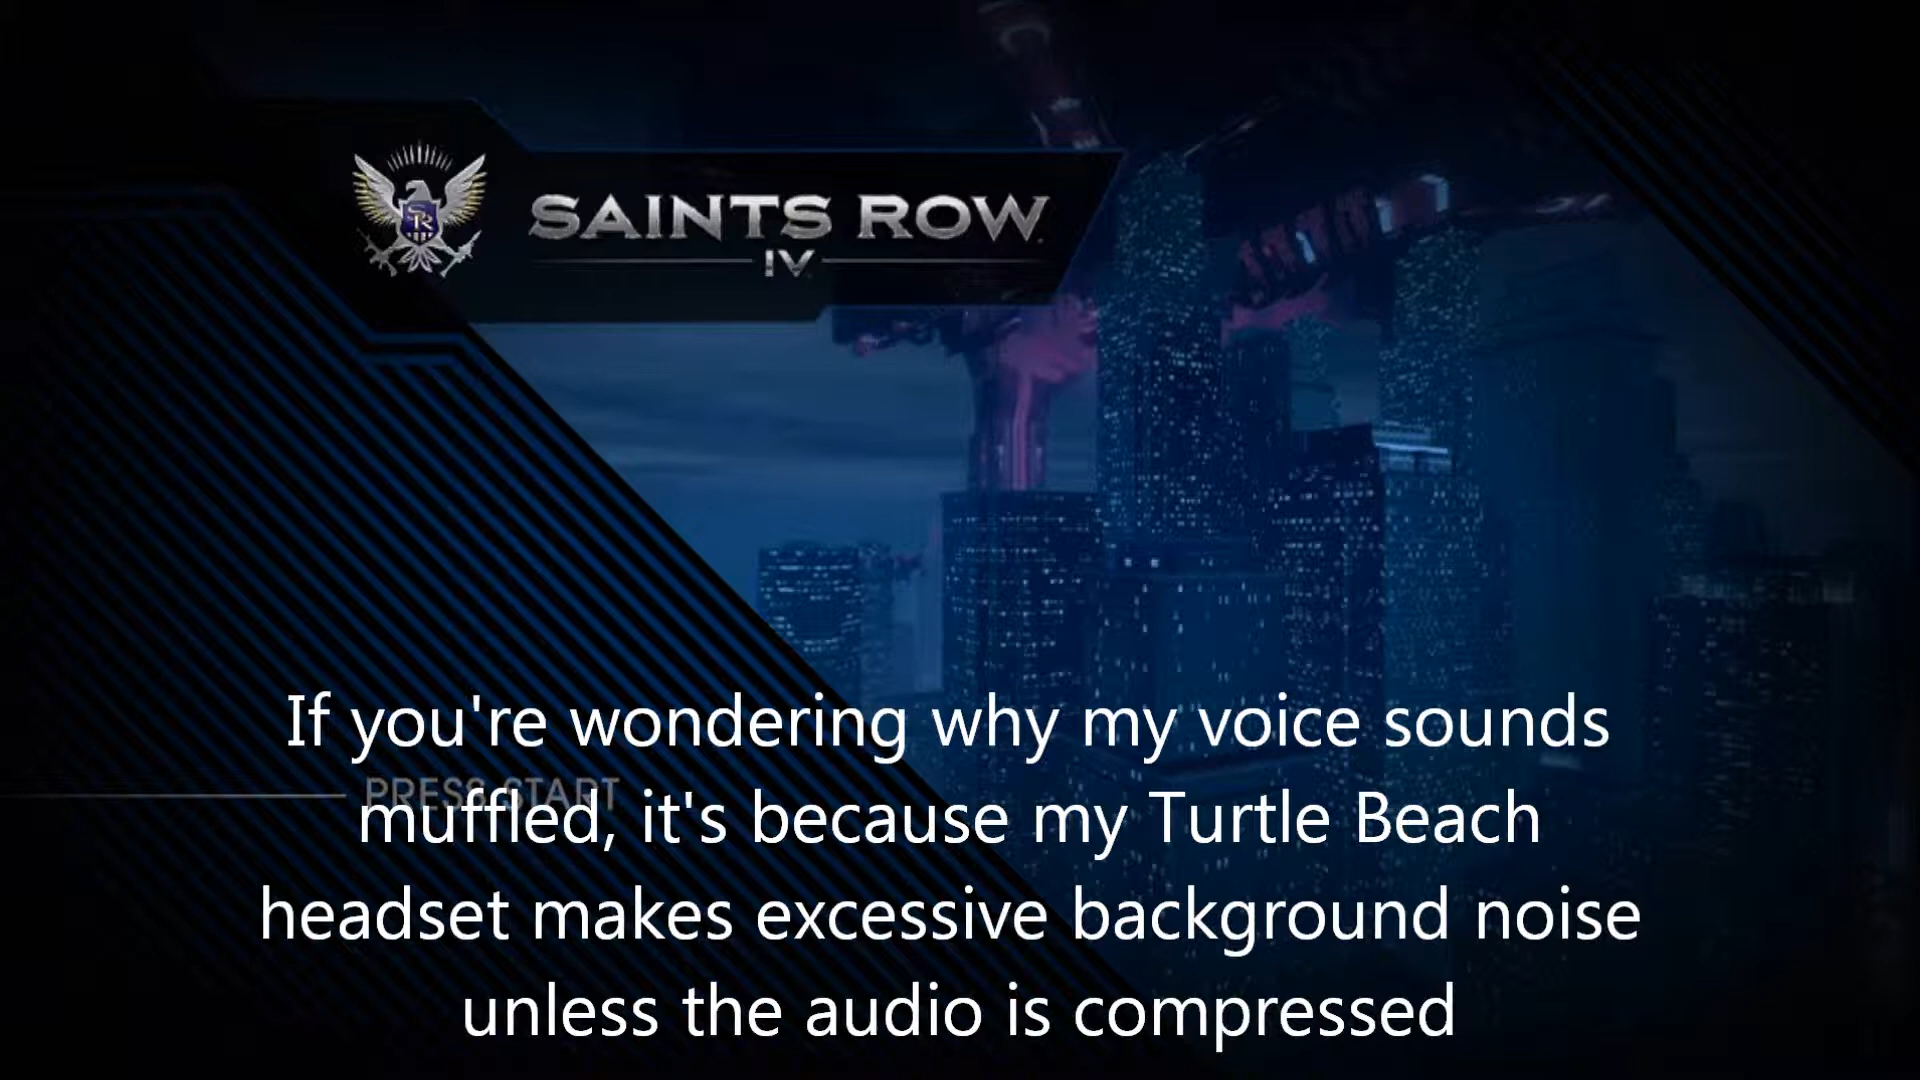 SR
SAINTS ROW
IV
If you're wondering why my voice sounds
PRESS START
muffled, it's because my Turtle Beach
headset makes excessive background noise
unless the audio is compressed